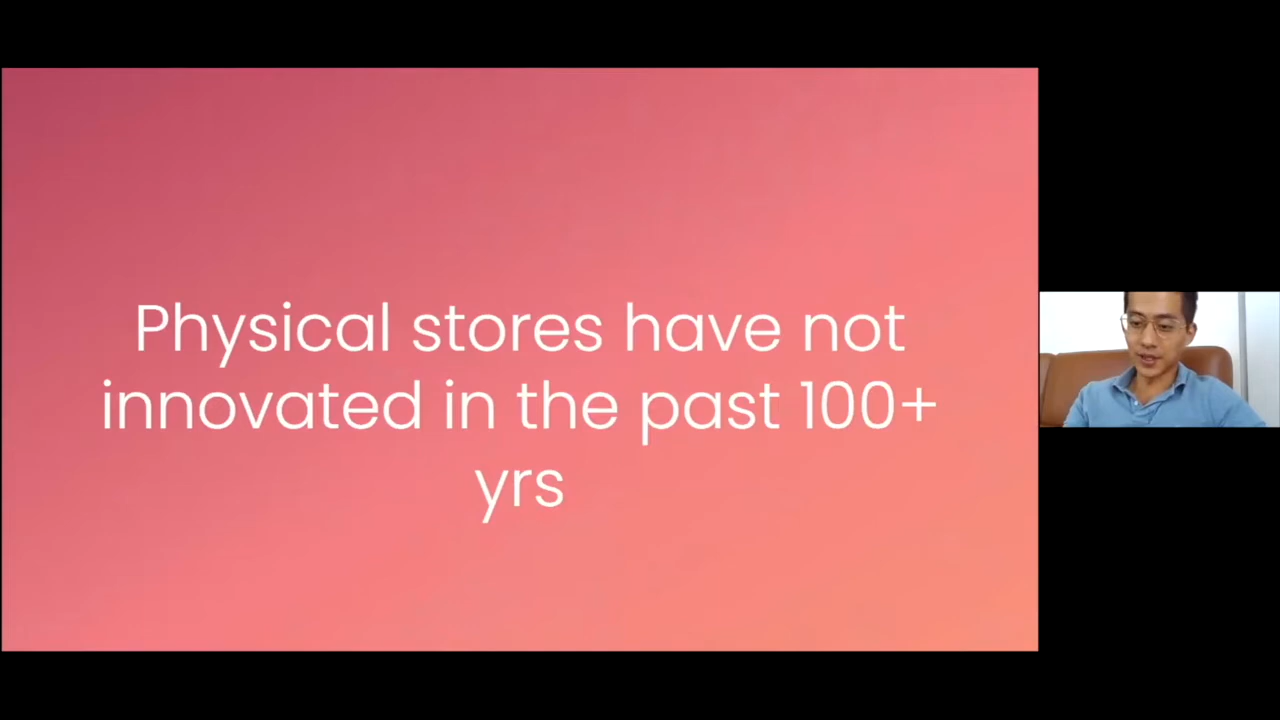 Physical stores have not
innovated in the past 100+
yrs